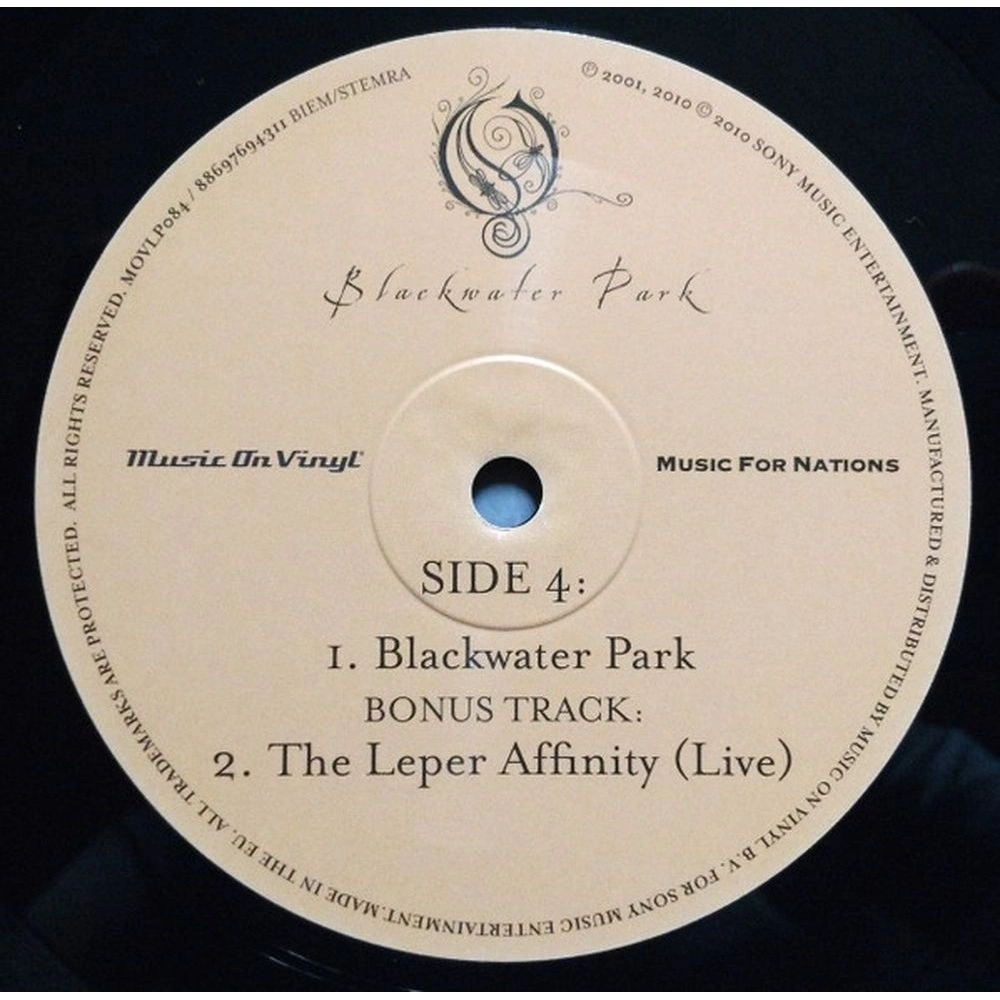 Blackwater Park
Music On Vinyl
MUSIC FOR NATIONS
SIDE 4:
1. Blackwater Park
BONUS TRACK:
2. The Leper Affinity (Live)
℗ 2001, 2010 © 2010 SONY MUSIC ENTERTAINMENT. MANUFACTURED & DISTRIBUTED BY MUSIC ON VINYL B.V. FOR SONY MUSIC ENTERTAINMENT. MADE IN THE EU. ALL TRADEMARKS ARE PROTECTED. ALL RIGHTS RESERVED. MOVLP084 / 88697694311 BIEM/STEMRA